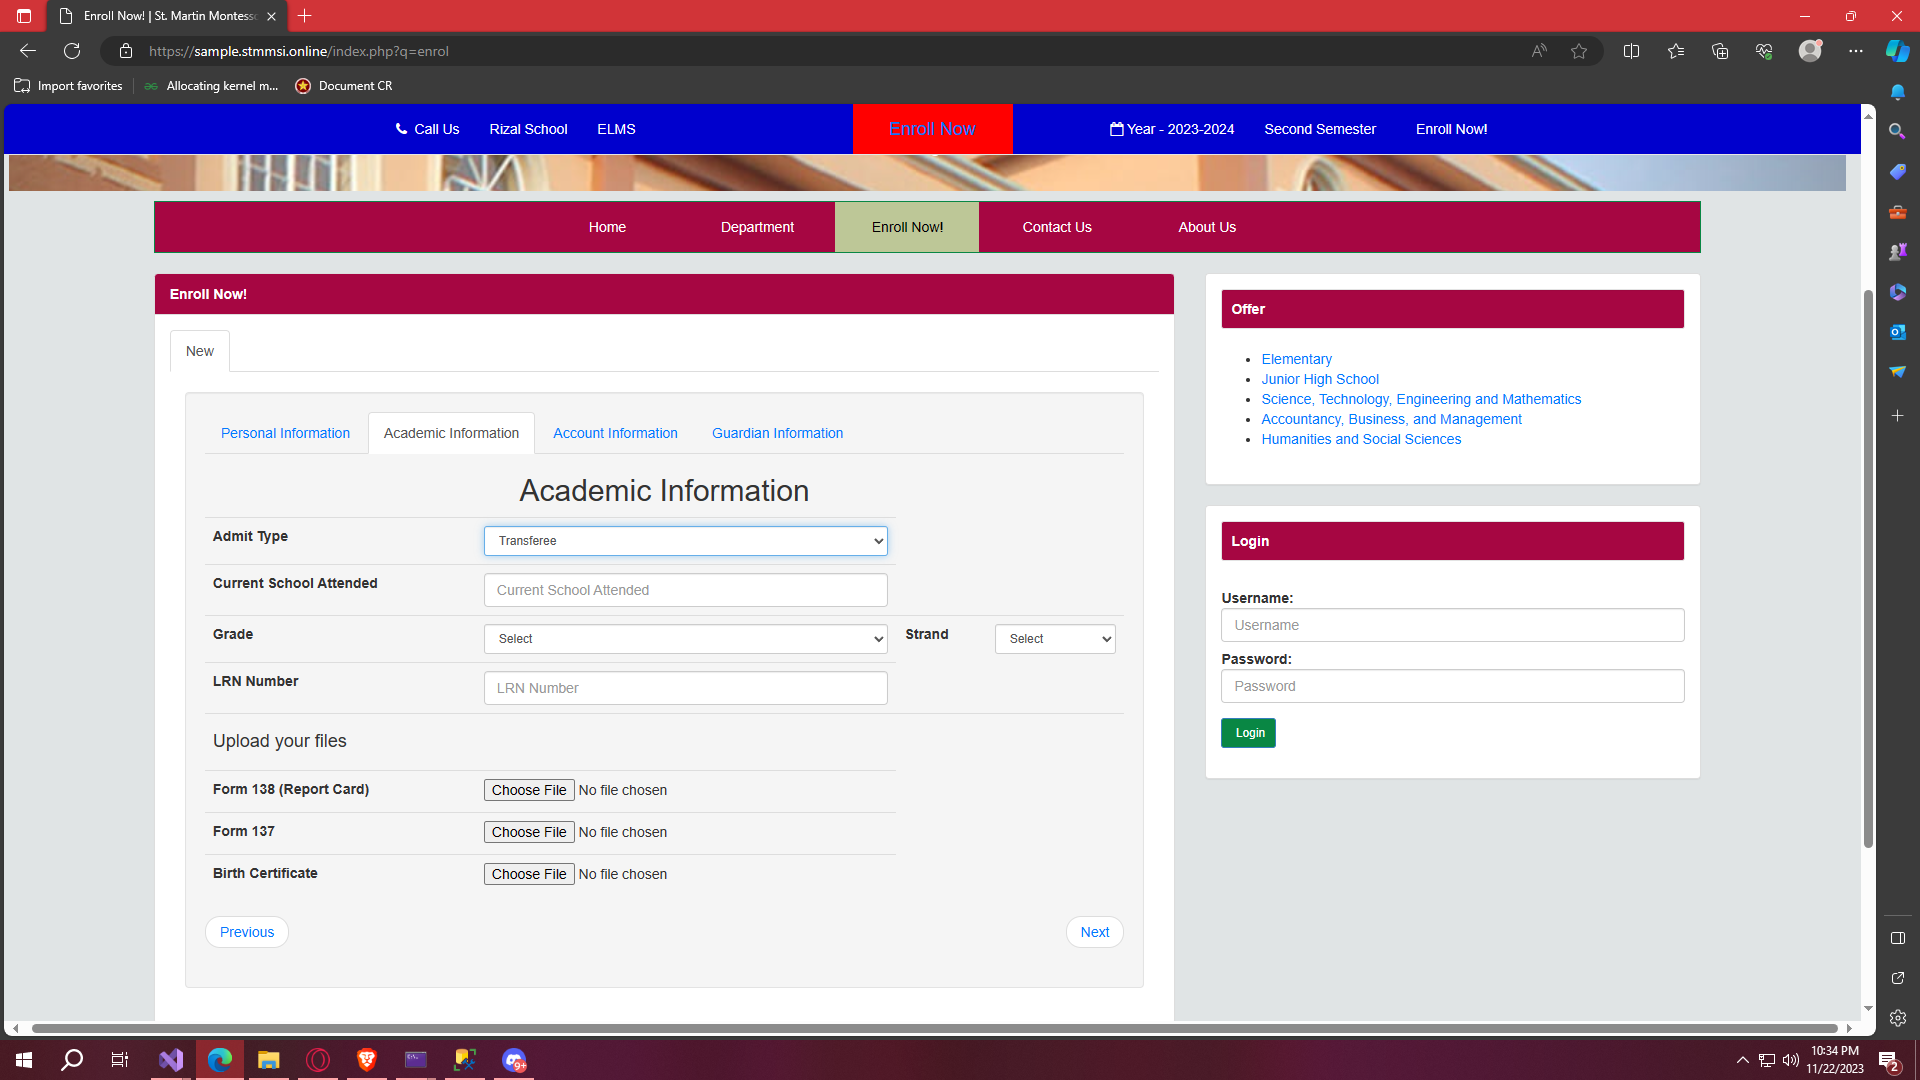 Enroll Now! | St. Martin Montess
https://sample.stmmsi.online/index.php?q=enrol
Import favorites
Allocating kernel m...
Document CR
Call Us
Rizal School
ELMS
Enroll Now
Year - 2023-2024
Second Semester
Enroll Now!
Home
Department
Enroll Now!
Contact Us
About Us
Enroll Now!
New
Personal Information
Academic Information
Account Information
Guardian Information
Academic Information
Admit Type
Transferee
Current School Attended
Current School Attended
Grade
Select
Strand
Select
LRN Number
LRN Number
Upload your files
Form 138 (Report Card)
Choose File No file chosen
Form 137
Choose File No file chosen
Birth Certificate
Choose File No file chosen
Previous
Next
Offer
Elementary
Junior High School
Science, Technology, Engineering and Mathematics
Accountancy, Business, and Management
Humanities and Social Sciences
Login
Username:
Username
Password:
Password
Login
9+
10:34 PM
11/22/2023
2